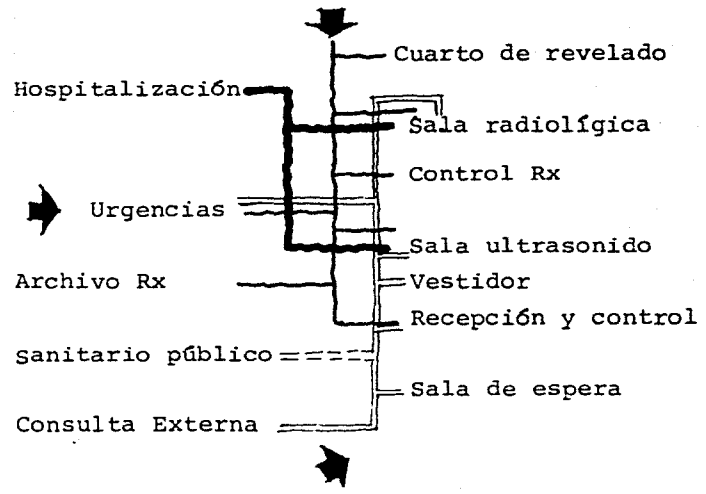 Cuarto de revelado
Hospitalización
Sala radiolígica
Control Rx
Urgencias
Sala ultrasonido
Archivo Rx
Vestidor
Recepción y control
sanitario público
Sala de espera
Consulta Externa